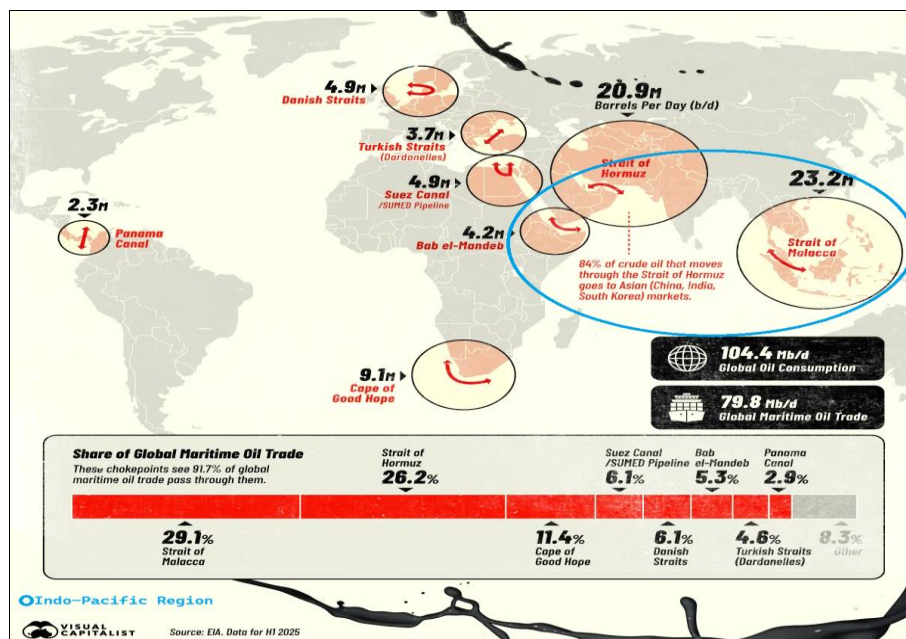 4.9M
Danish Straits
3.7M
Turkish Straits
(Dardonelles)
4.9M
Suez Canal
/SUMED Pipeline
4.2M
Bab el-Mandeb
20.9M
Barrels Per Day (b/d)
Strait of
Hormuz
23.2M
Strait of
Malacca
84% of crude oil that moves
through the Strait of Hormuz
goes to Asian (China, India,
South Korea) markets.
2.3M
Panama
Canal
9.1M
Cape of
Good Hope
104.4 Mb/d
Global Oil Consumption
79.8 Mb/d
Global Maritime Oil Trade
Share of Global Maritime Oil Trade
These chokepoints see 91.7% of global
maritime oil trade pass through them.
Strait of
Hormuz
26.2%
Suez Canal
/SUMED Pipeline
6.1%
Bab
el-Mandeb
5.3%
Panama
Canal
2.9%
29.1%
Strait of
Malacca
11.4%
Cape of
Good Hope
6.1%
Danish
Straits
4.6%
Turkish Straits
(Dardanelles)
8.3%
Other
Indo-Pacific Region
VISUAL
CAPITALIST
Source: EIA. Data for H1 2025